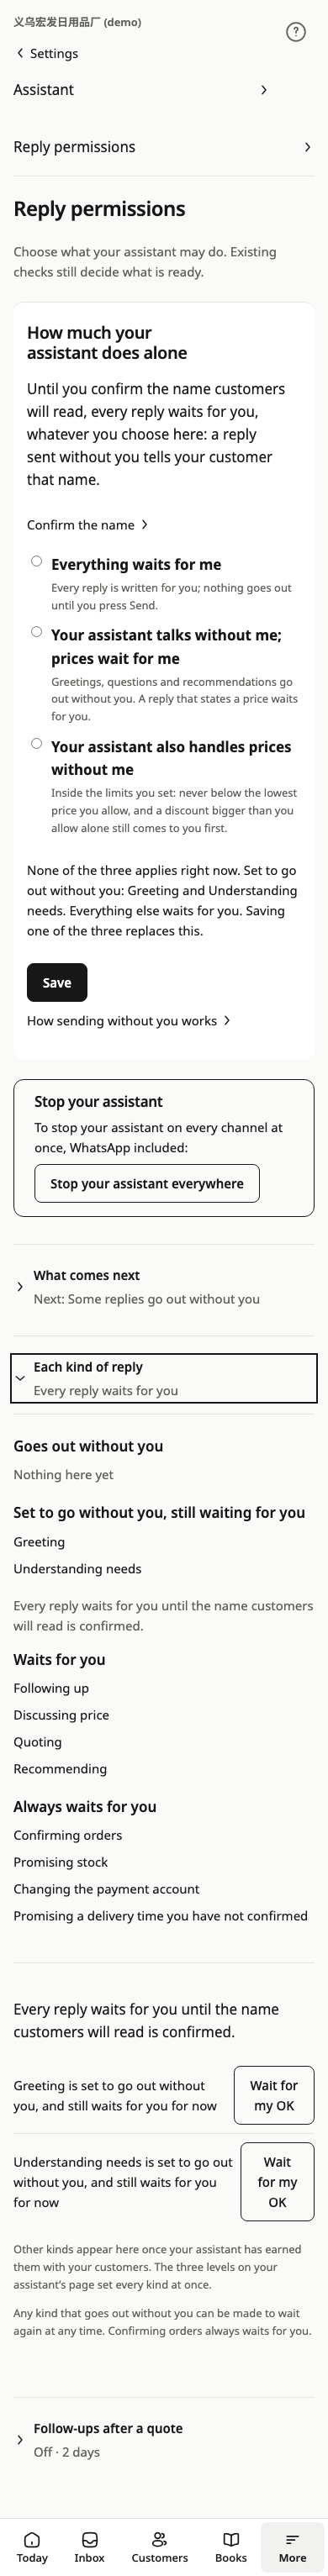 义乌宏发日用品厂 (demo)
Settings
Assistant
Reply permissions
Reply permissions
Choose what your assistant may do. Existing
checks still decide what is ready.
How much your
assistant does alone
Until you confirm the name customers
will read, every reply waits for you,
whatever you choose here: a reply
sent without you tells your customer
that name.
Confirm the name
Everything waits for me
Every reply is written for you; nothing goes out
until you press Send.
Your assistant talks without me;
prices wait for me
Greetings, questions and recommendations go
out without you. A reply that states a price waits
for you.
Your assistant also handles prices
without me
Inside the limits you set: never below the lowest
price you allow, and a discount bigger than you
allow alone still comes to you first.
None of the three applies right now. Set to go
out without you: Greeting and Understanding
needs. Everything else waits for you. Saving
one of the three replaces this.
Save
How sending without you works
Stop your assistant
To stop your assistant on every channel at
once, WhatsApp included:
Stop your assistant everywhere
What comes next
Next: Some replies go out without you
Each kind of reply
Every reply waits for you
Goes out without you
Nothing here yet
Set to go without you, still waiting for you
Greeting
Understanding needs
Every reply waits for you until the name customers
will read is confirmed.
Waits for you
Following up
Discussing price
Quoting
Recommending
Always waits for you
Confirming orders
Promising stock
Changing the payment account
Promising a delivery time you have not confirmed
Every reply waits for you until the name
customers will read is confirmed.
Greeting is set to go out without
you, and still waits for you for now
Wait for
my OK
Understanding needs is set to go out
without you, and still waits for you
for now
Wait
for my
OK
Other kinds appear here once your assistant has earned
them with your customers. The three levels on your
assistant's page set every kind at once.
Any kind that goes out without you can be made to wait
again at any time. Confirming orders always waits for you.
Follow-ups after a quote
Off · 2 days
Today
Inbox
Customers
Books
More